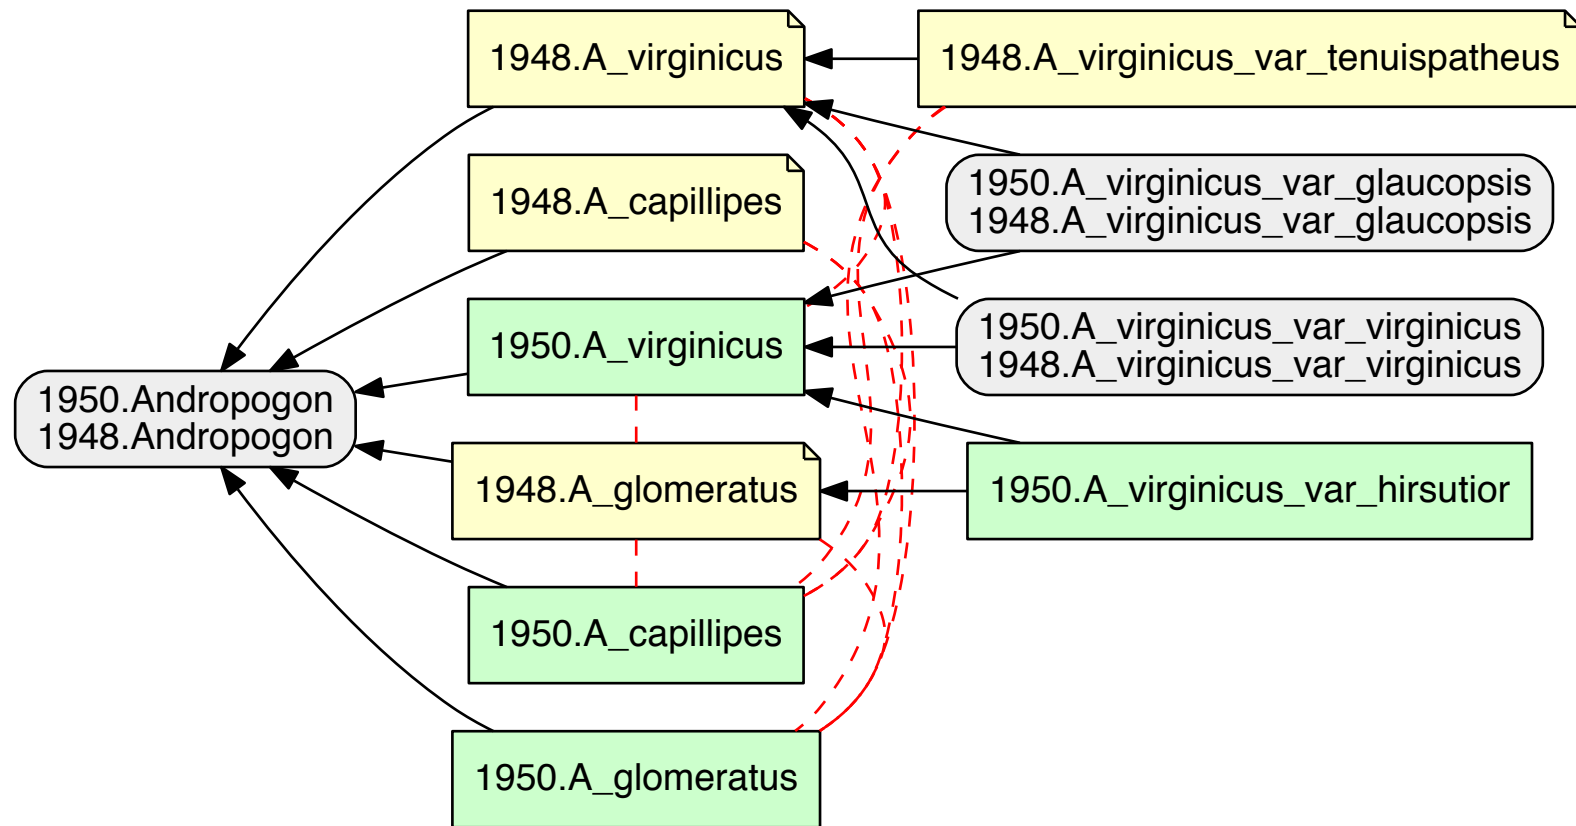 1948.A_virginicus
1948.A_virginicus_var_tenuispatheus
1948.A_capillipes
1950.A_virginicus_var_glaucopsis
1948.A_virginicus_var_glaucopsis
1950.A_virginicus
1950.A_virginicus_var_virginicus
1948.A_virginicus_var_virginicus
1950.Andropogon
1948.Andropogon
1948.A_glomeratus
1950.A_virginicus_var_hirsutior
1950.A_capillipes
1950.A_glomeratus